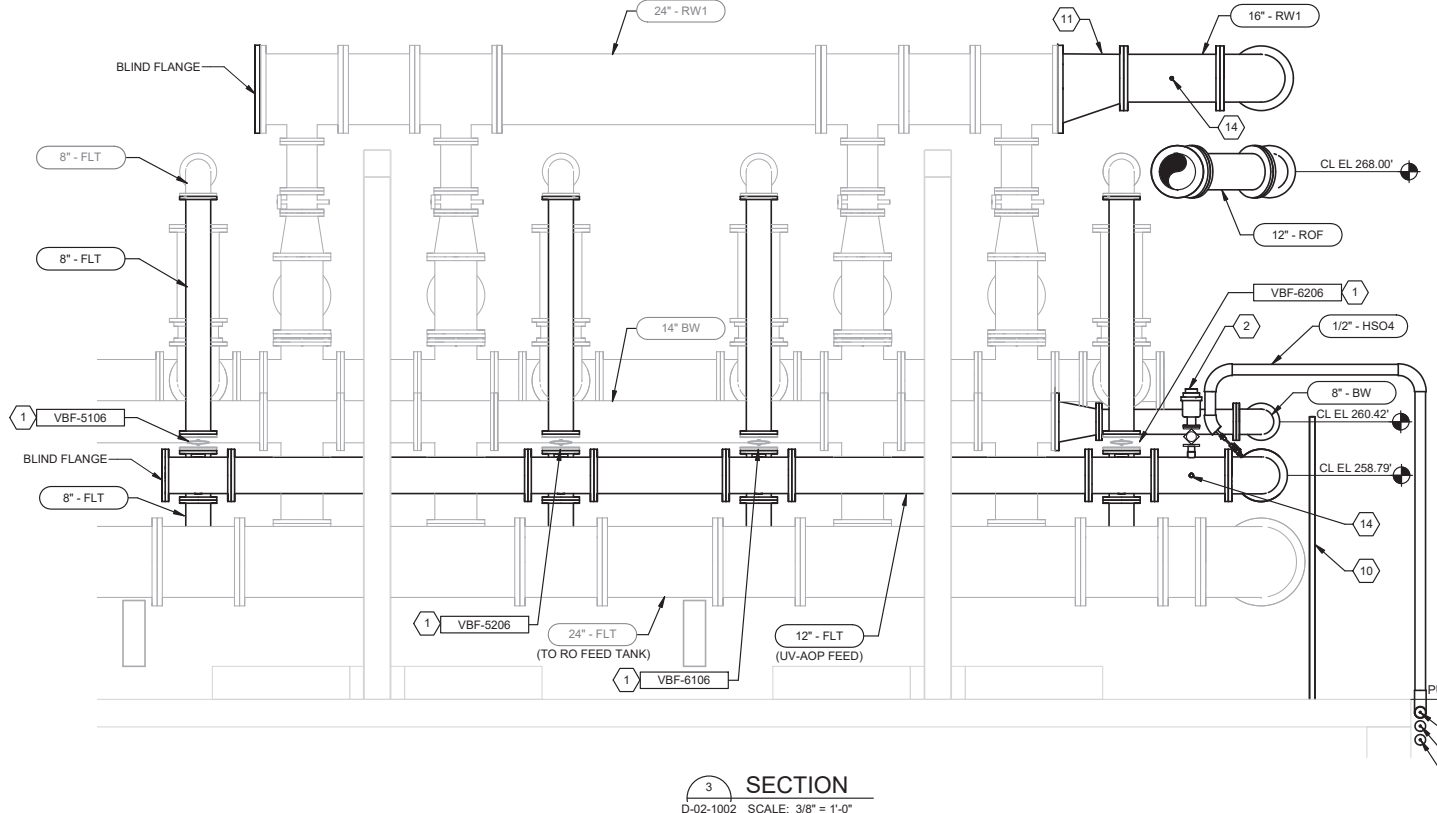 24" - RW1
11
16" - RW1
BLIND FLANGE
14
8" - FLT
CL EL 268.00'
8" - FLT
12" - ROF
VBF-6206 1
14" BW
2
1/2" - HSO4
8" - BW
1 VBF-5106
CL EL 260.42'
BLIND FLANGE
CL EL 258.79'
8" - FLT
14
10
1 VBF-5206
24" - FLT
(TO RO FEED TANK)
12" - FLT
(UV-AOP FEED)
1 VBF-6106
3 SECTION
D-02-1002 SCALE: 3/8" = 1'-0"